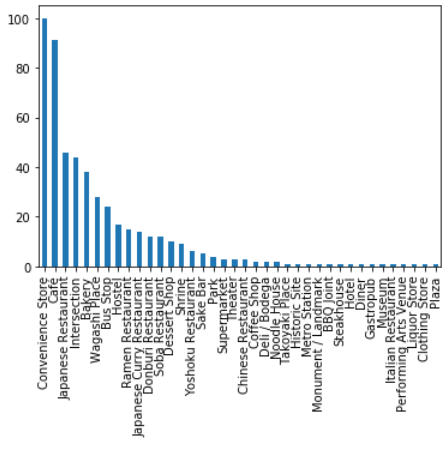 100
80
60
40
20
0
Convenience Store
Café
Japanese Restaurant
Intersection
Bakery
Wagashi Place
Bus Stop
Hostel
Ramen Restaurant
Japanese Curry Restaurant
Donburi Restaurant
Soba Restaurant
Dessert Shop
Shrine
Yoshoku Restaurant
Sake Bar
Park
Supermarket
Theater
Chinese Restaurant
Coffee Shop
Deli / Bodega
Noodle House
Takoyaki Place
Historic Site
Metro Station
Monument / Landmark
BBQ Joint
Steakhouse
Hotel
Diner
Gastropub
Museum
Italian Restaurant
Performing Arts Venue
Liquor Store
Clothing Store
Plaza